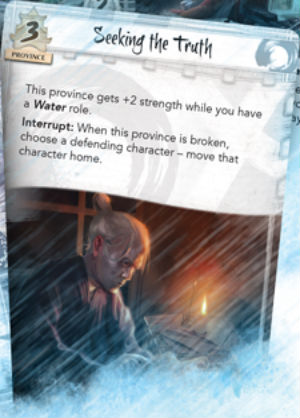 3
Seeking the Truth
PROVINCE
This province gets +2 strength while you have
a Water role.
Interrupt: When this province is broken,
choose a defending character – move that
character home.